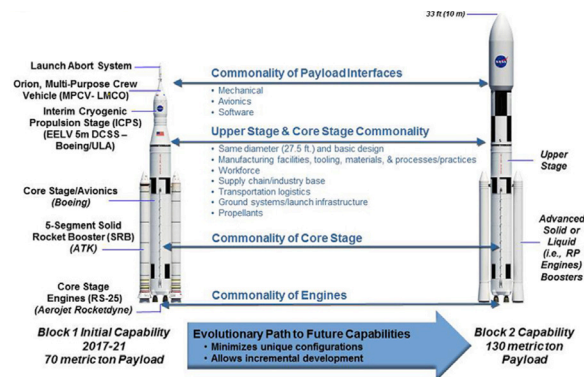 33 ft (10 m)
Launch Abort System
Orion, Multi-Purpose Crew
Vehicle (MPCV- LMCO)
Interim Cryogenic
Propulsion Stage (ICPS)
(EELV 5m DCSS –
Boeing/ULA)
Core Stage/Avionics
(Boeing)
5-Segment Solid
Rocket Booster (SRB)
(ATK)
Core Stage
Engines (RS-25)
(Aerojet Rocketdyne)
Block 1 Initial Capability
2017-21
70 metric ton Payload
Commonality of Payload Interfaces
• Mechanical
• Avionics
• Software
Upper Stage & Core Stage Commonality
• Same diameter (27.5 ft.) and basic design
• Manufacturing facilities, tooling, materials, & processes/practices
• Workforce
• Supply chain/industry base
• Transportation logistics
• Ground systems/launch infrastructure
• Propellants
Commonality of Core Stage
Commonality of Engines
Evolutionary Path to Future Capabilities
• Minimizes unique configurations
• Allows incremental development
NASA
Upper
Stage
Advanced
Solid or
Liquid
(i.e., RP
Engines)
Boosters
Block 2 Capability
130 metric ton
Payload